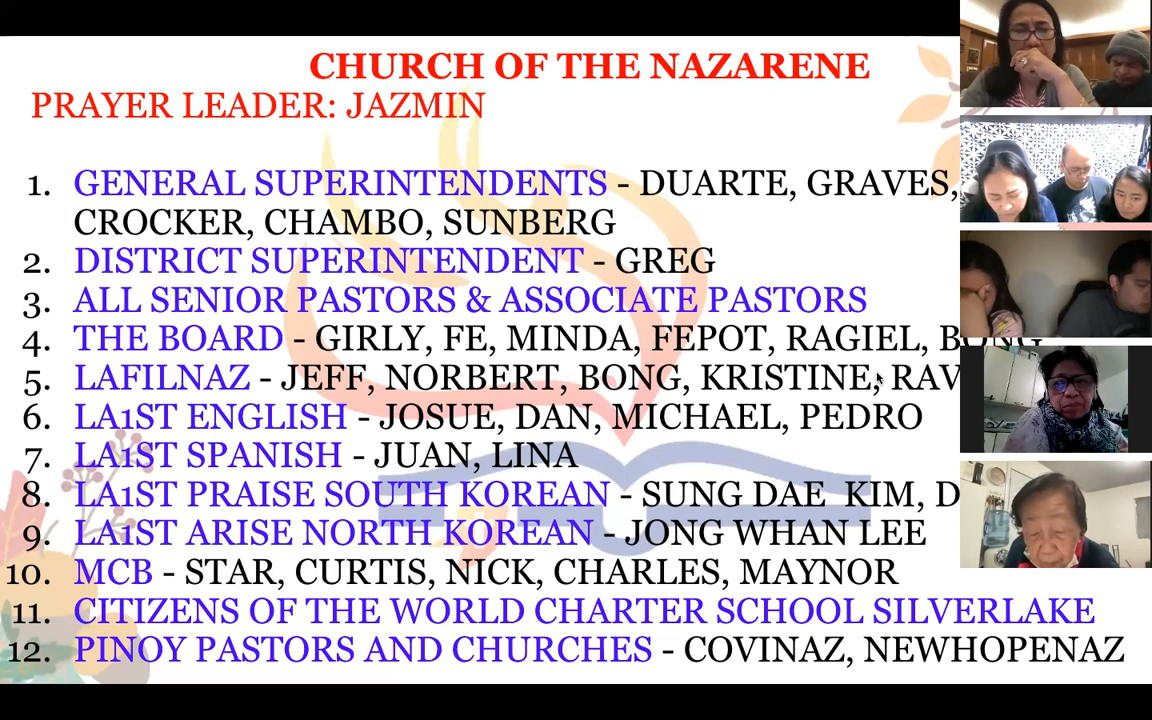 CHURCH OF THE NAZARENE
PRAYER LEADER: JAZMIN
1. GENERAL SUPERINTENDENTS - DUARTE, GRAVES,
CROCKER, CHAMBO, SUNBERG
2. DISTRICT SUPERINTENDENT - GREG
3. ALL SENIOR PASTORS & ASSOCIATE PASTORS
4. THE BOARD - GIRLY, FE, MINDA, FEPOT, RAGIEL, BONG
5. LAFILNAZ - JEFF, NORBERT, BONG, KRISTINE, RAV
6. LA1ST ENGLISH - JOSUE, DAN, MICHAEL, PEDRO
7. LA1ST SPANISH - JUAN, LINA
8. LA1ST PRAISE SOUTH KOREAN - SUNG DAE KIM, D
9. LA1ST ARISE NORTH KOREAN - JONG WHAN LEE
10. MCB - STAR, CURTIS, NICK, CHARLES, MAYNOR
11. CITIZENS OF THE WORLD CHARTER SCHOOL SILVERLAKE
12. PINOY PASTORS AND CHURCHES - COVINAZ, NEWHOPENAZ